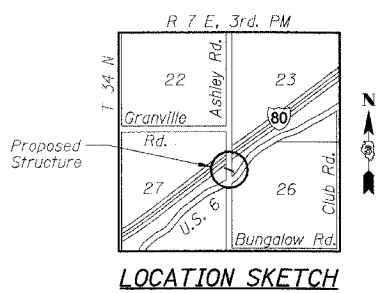 R 7 E, 3rd. PM
T 34 N
22
Ashley Rd.
23
80
Granville
Rd.
Proposed
Structure
N
27
U.S. 6
26
Club Rd.
Bungalow Rd.
LOCATION SKETCH